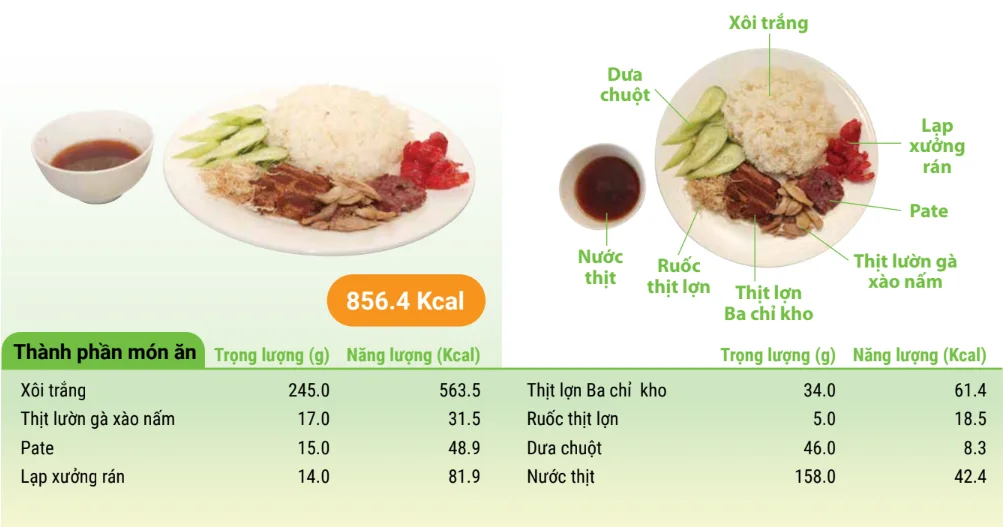 Xôi trắng
Dưa
chuột
Lạp
xưởng
rán
Pate
Nước
thịt
Ruốc
thịt lợn
Thịt lợn
Ba chỉ kho
Thịt lườn gà
xào nấm
856.4 Kcal
Thành phần món ăn Trọng lượng (g) Năng lượng (Kcal) Trọng lượng (g) Năng lượng (Kcal)
Xôi trắng 245.0 563.5 Thịt lợn Ba chỉ kho 34.0 61.4
Thịt lườn gà xào nấm 17.0 31.5 Ruốc thịt lợn 5.0 18.5
Pate 15.0 48.9 Dưa chuột 46.0 8.3
Lạp xưởng rán 14.0 81.9 Nước thịt 158.0 42.4